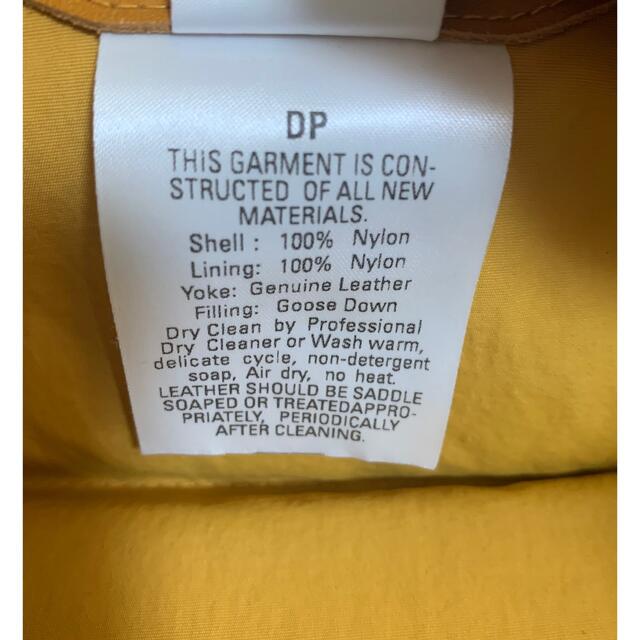 DP
THIS GARMENT IS CON-
STRUCTED OF ALL NEW
MATERIALS.
Shell : 100% Nylon
Lining: 100% Nylon
Yoke: Genuine Leather
Filling: Goose Down
Dry Clean by Professional
Dry Cleaner or Wash warm,
delicate cycle, non-detergent
soap, Air dry, no heat.
LEATHER SHOULD BE SADDLE
SOAPED OR TREATEDAPPRO-
PRIATELY, PERIODICALLY
AFTER CLEANING.